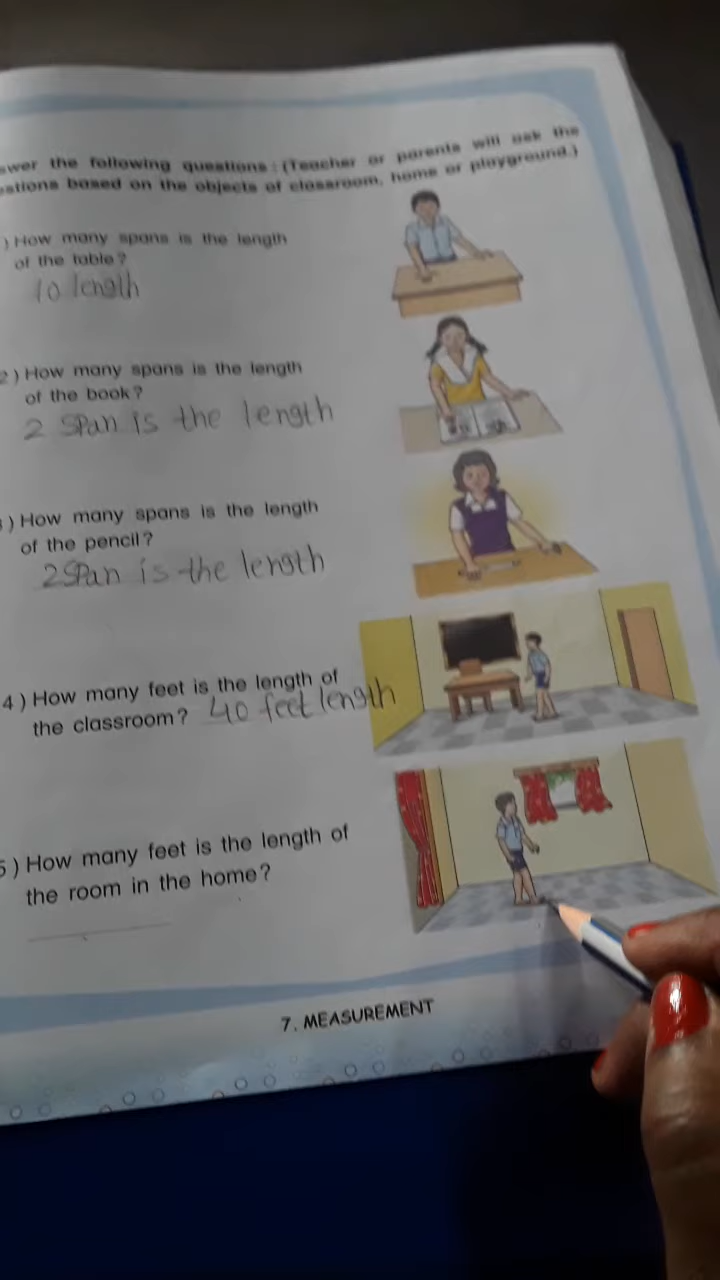 swer the following questions : (Teacher or parents will ask the
estions based on the objects of classroom, home or playground.)
) How many spans is the length
of the table?
10 length
2 ) How many spans is the length
of the book?
2 span is the length
) How many spans is the length
of the pencil?
2 span is the length
4 ) How many feet is the length of
the classroom? 40 feet length
5 ) How many feet is the length of
the room in the home?
7. MEASUREMENT